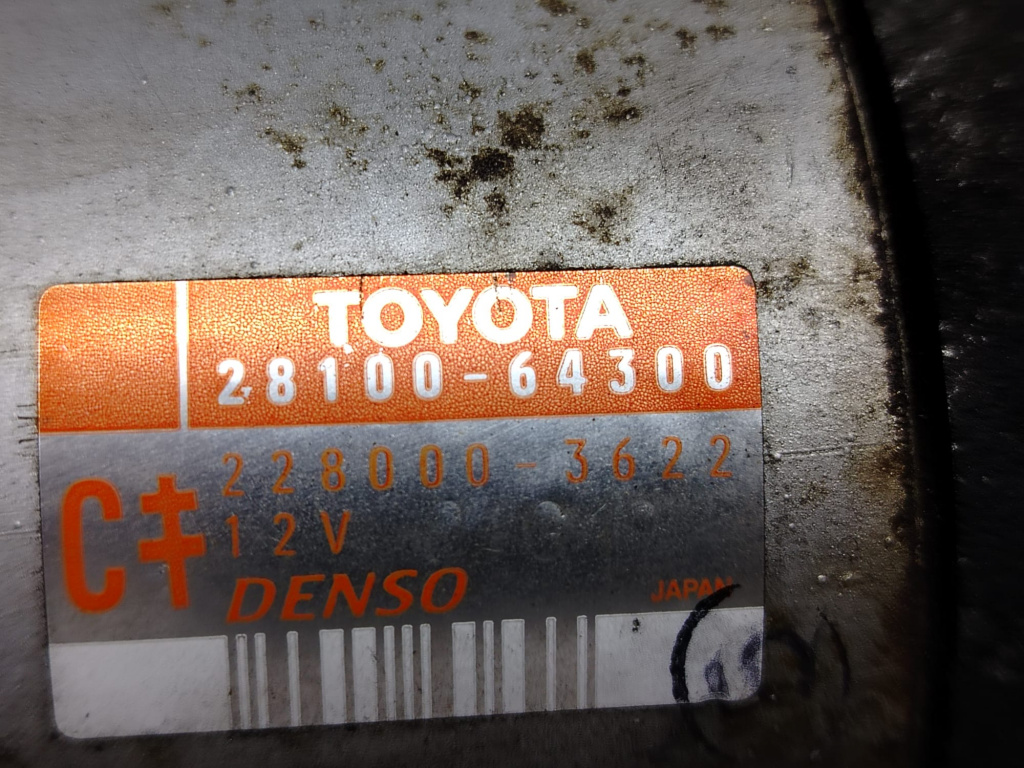 TOYOTA
28100-64300
228000-3622
12V
DENSO
JAPAN